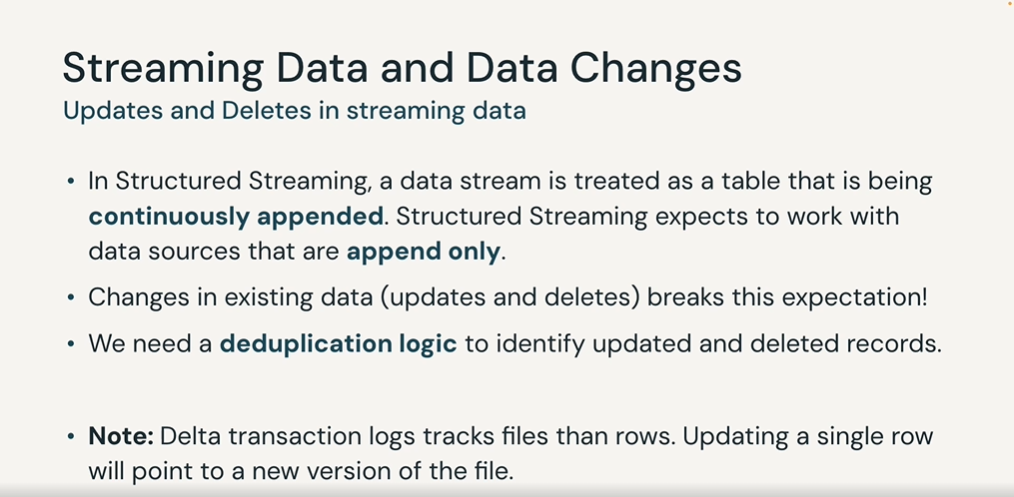 Streaming Data and Data Changes
Updates and Deletes in streaming data
• In Structured Streaming, a data stream is treated as a table that is being
continuously appended. Structured Streaming expects to work with
data sources that are append only.
• Changes in existing data (updates and deletes) breaks this expectation!
• We need a deduplication logic to identify updated and deleted records.
• Note: Delta transaction logs tracks files than rows. Updating a single row
will point to a new version of the file.